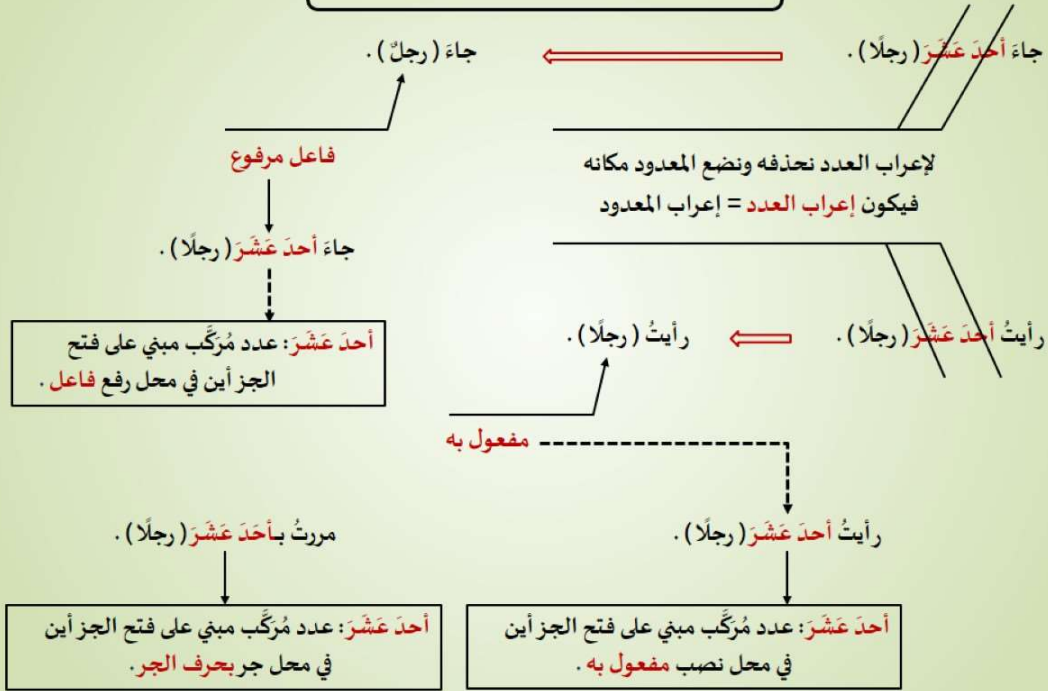 جاءَ أحدَ عَشَرَ (رجلًا).
جاءَ (رجلٌ).
لإعراب العدد نحذفه ونضع المعدود مكانه
فيكون إعراب العدد = إعراب المعدود
فاعل مرفوع
جاءَ أحدَ عَشَرَ (رجلًا).
أحدَ عَشَرَ: عدد مُرَكَّب مبني على فتح
الجزأين في محل رفع فاعل.
رأيتُ أحدَ عَشَرَ (رجلًا).
رأيتُ (رجلًا).
مفعول به
رأيتُ أحدَ عَشَرَ (رجلًا).
أحدَ عَشَرَ: عدد مُرَكَّب مبني على فتح الجزأين
في محل نصب مفعول به.
مررتُ بـأحَدَ عَشَرَ (رجلًا).
أحدَ عَشَرَ: عدد مُرَكَّب مبني على فتح الجزأين
في محل جر بحرف الجر.